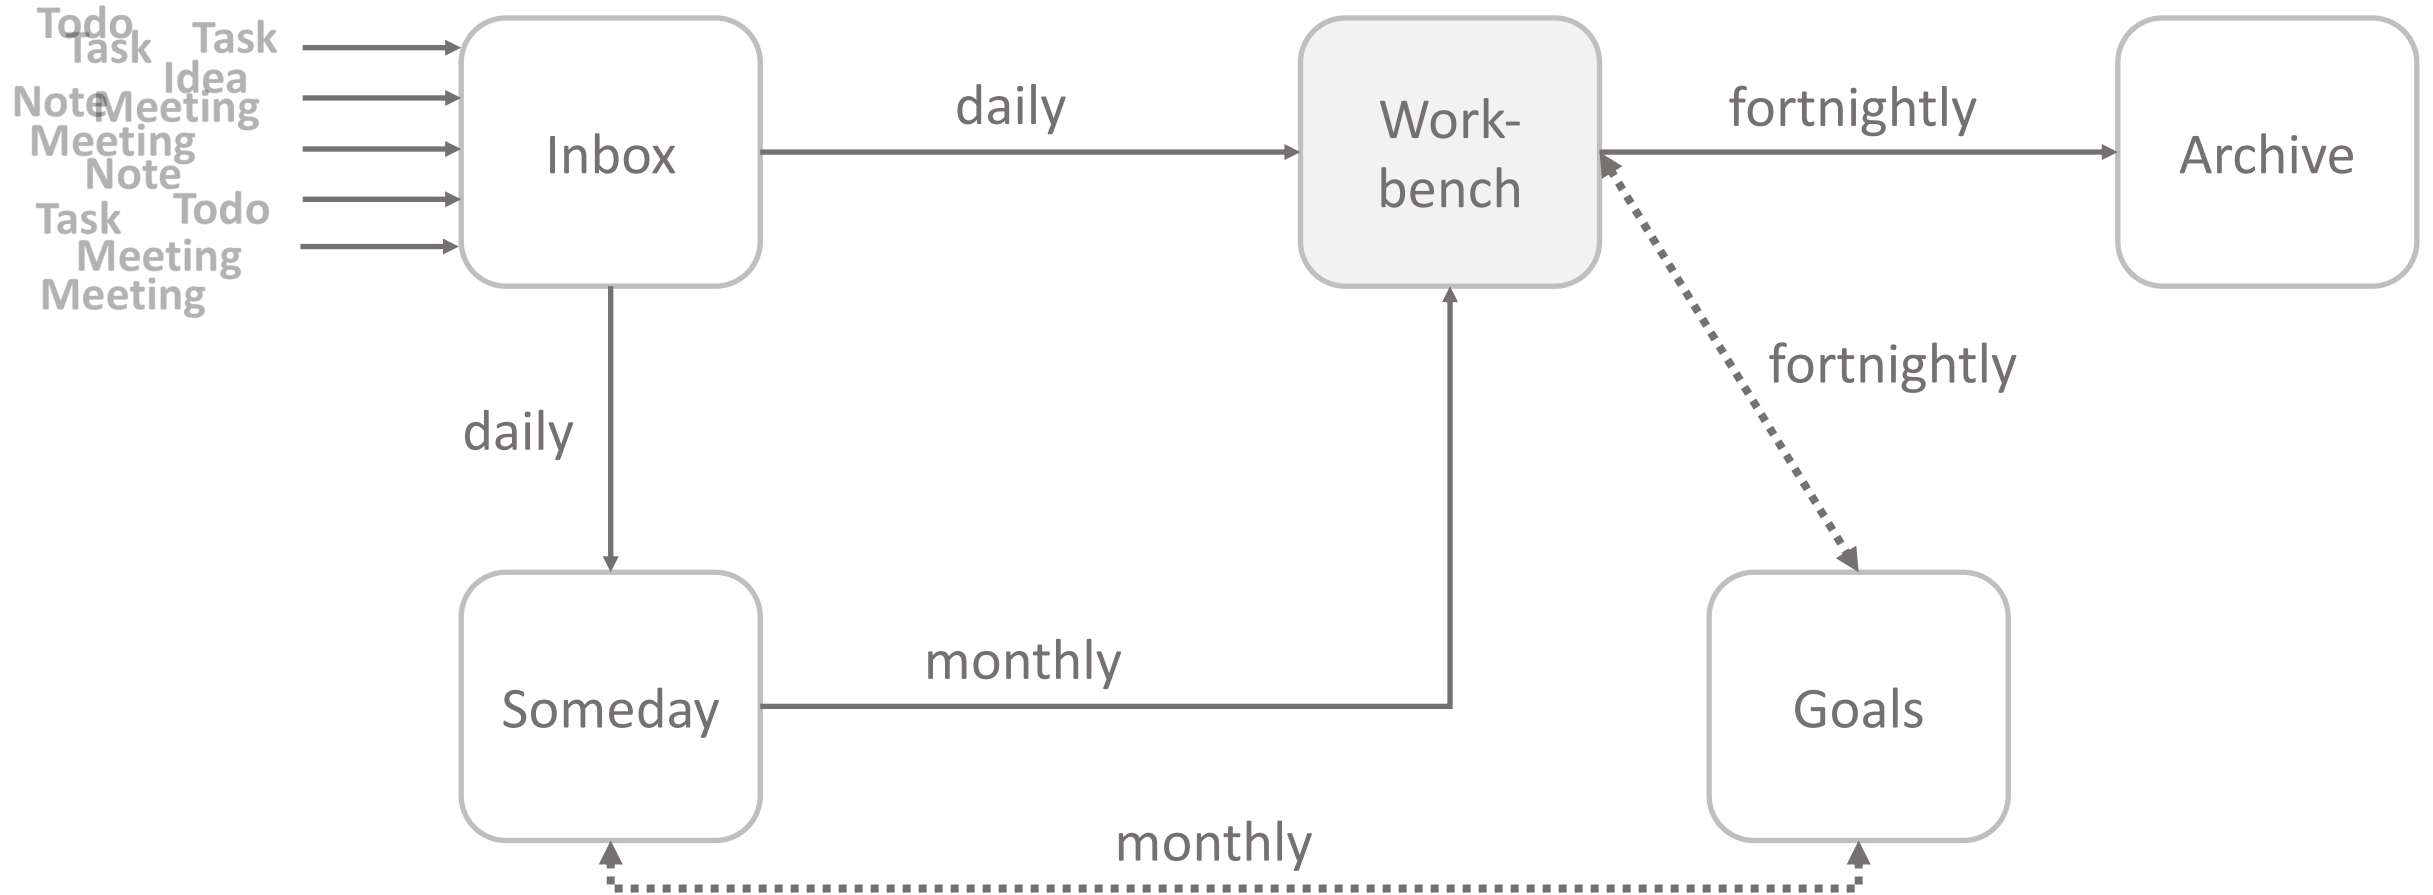 Todo
Task
Task
Idea
Note
Meeting
Meeting
Note
Task
Todo
Meeting
Meeting
Inbox
daily
Work-
bench
fortnightly
Archive
daily
fortnightly
Someday
monthly
Goals
monthly